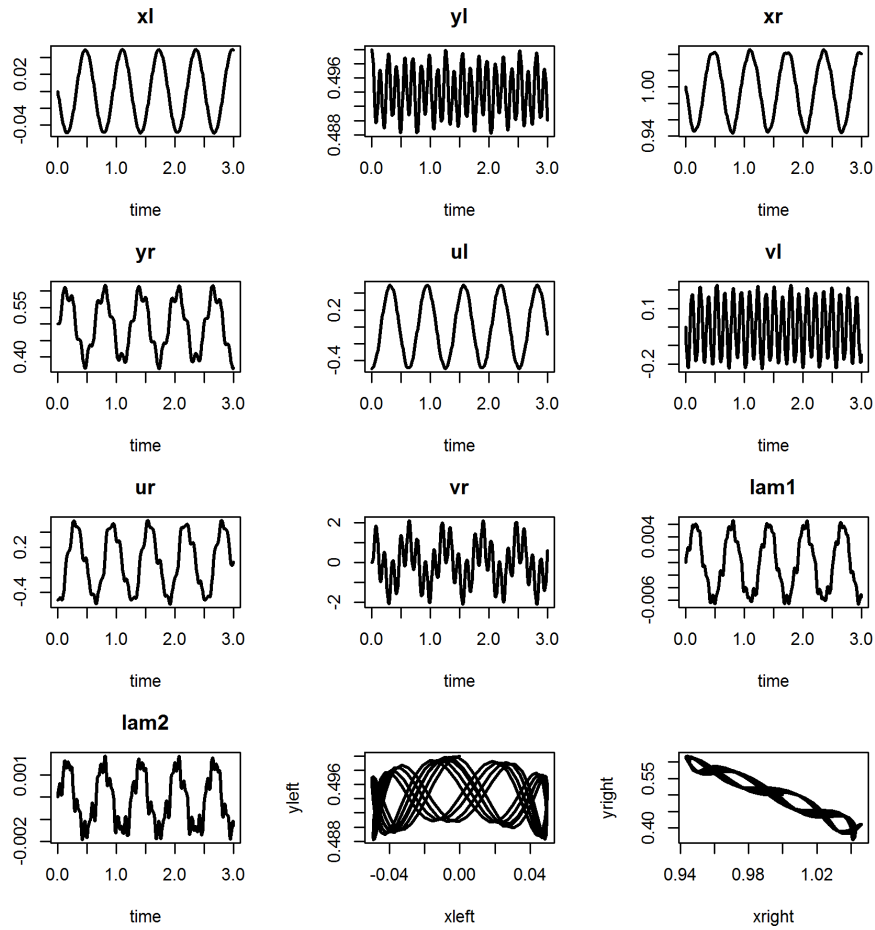 xl yl xr
-0.04 0.02
0.488 0.496
0.94 1.00
0.0 1.0 2.0 3.0 0.0 1.0 2.0 3.0 0.0 1.0 2.0 3.0
time time time
yr ul vl
0.40 0.55
-0.4 0.2
-0.2 0.1
0.0 1.0 2.0 3.0 0.0 1.0 2.0 3.0 0.0 1.0 2.0 3.0
time time time
ur vr lam1
-0.4 0.2
-2 0 2
-0.006 0.004
0.0 1.0 2.0 3.0 0.0 1.0 2.0 3.0 0.0 1.0 2.0 3.0
time time time
lam2
-0.002 0.001
yleft
0.488 0.496
yright
0.40 0.55
0.0 1.0 2.0 3.0 -0.04 0.00 0.04 0.94 0.98 1.02
time xleft xright